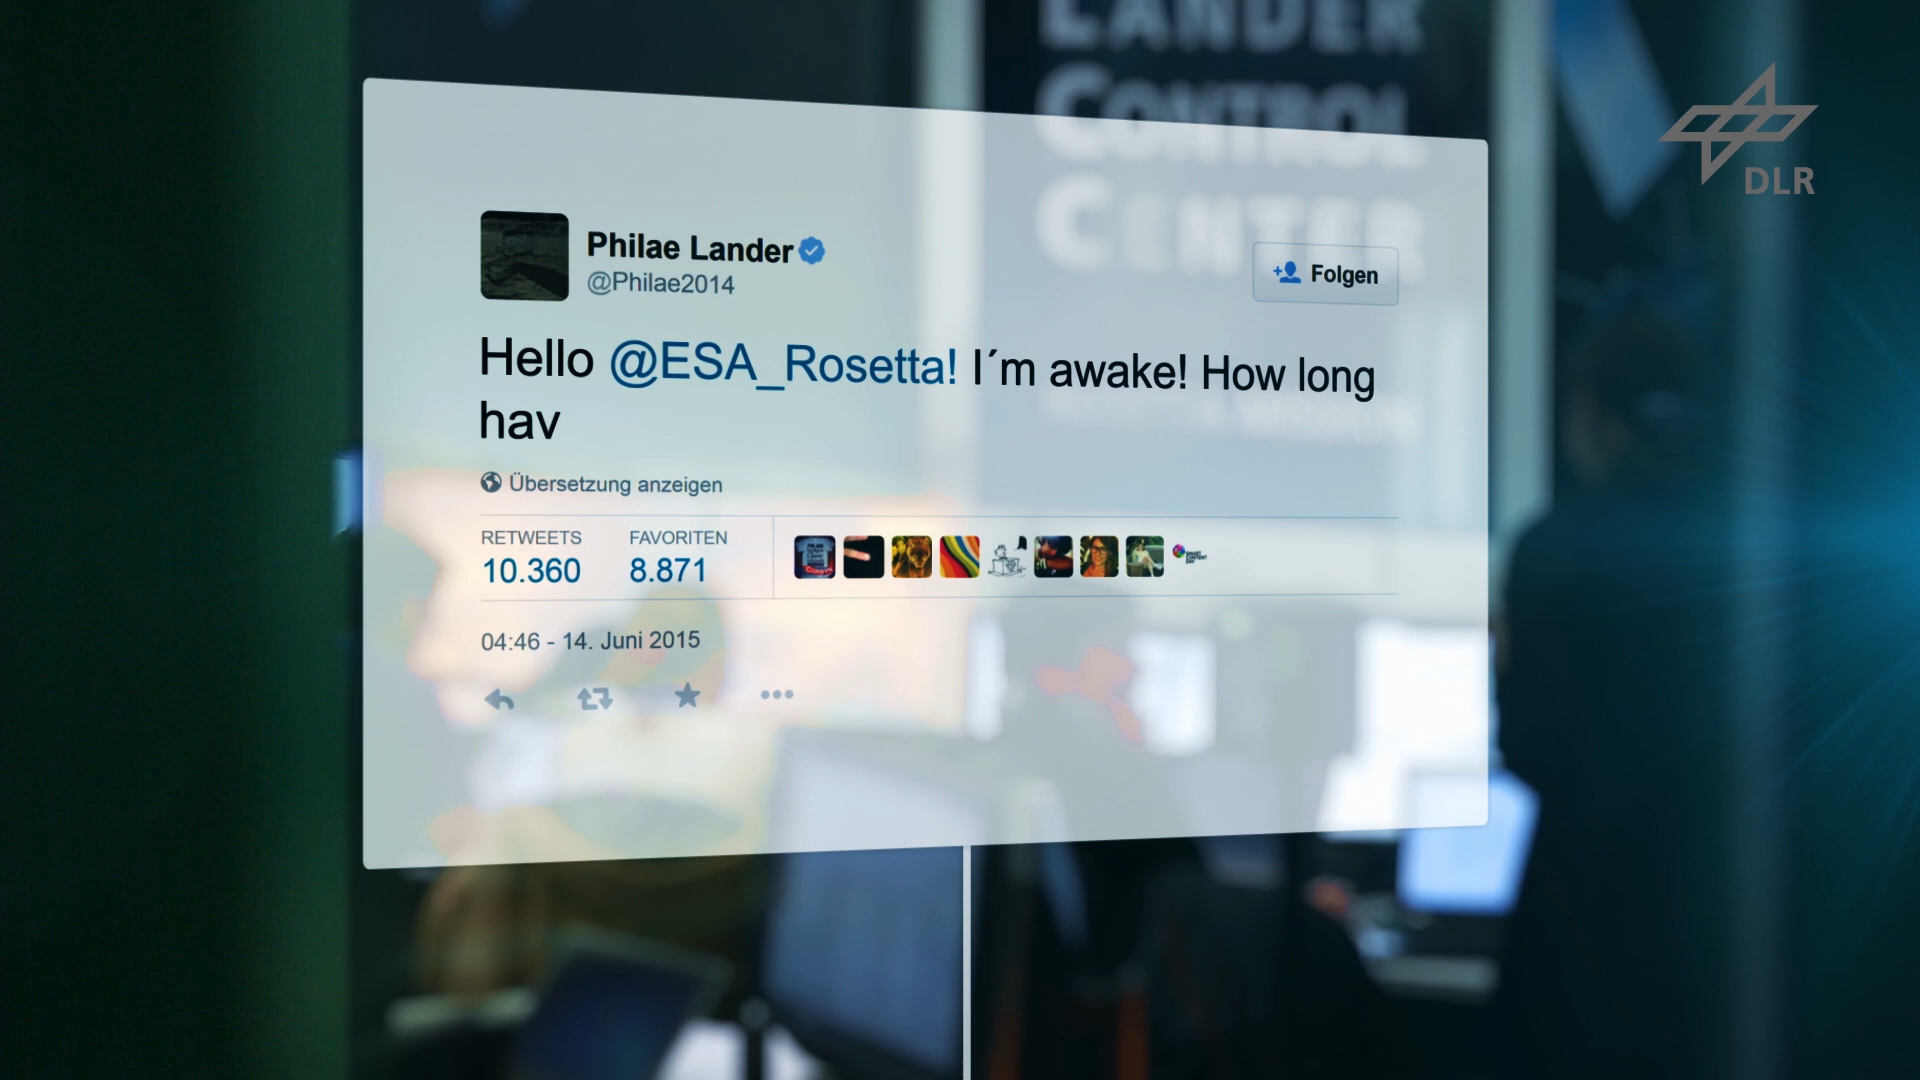 LANDER
CONTROL
CENTER
DLR
Philae Lander
@Philae2014
Folgen
Hello @ESA_Rosetta! I´m awake! How long
hav
Übersetzung anzeigen
RETWEETS FAVORITEN
10.360 8.871
04:46 - 14. Juni 2015